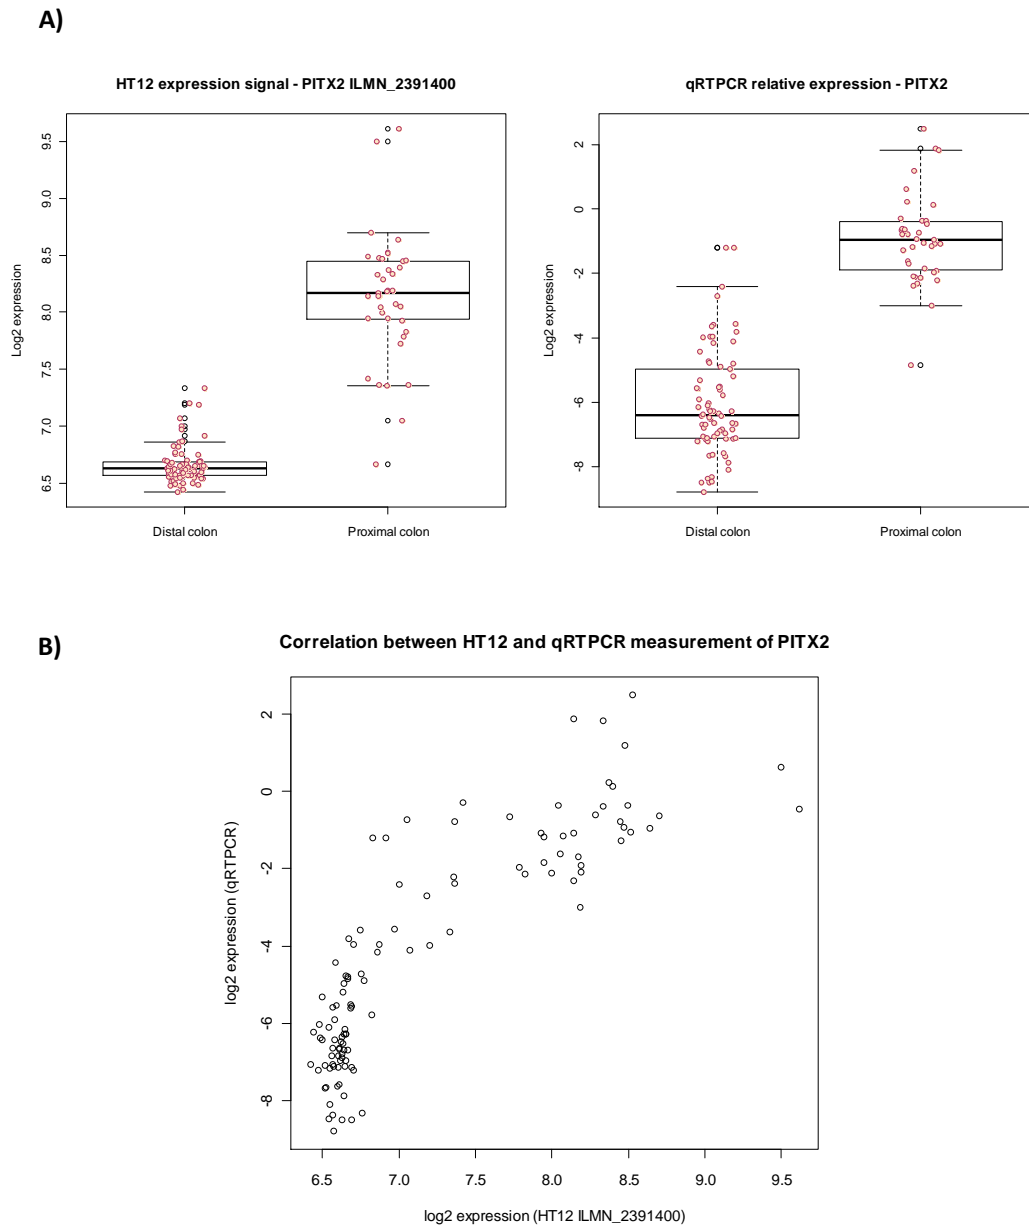 A)
HT12 expression signal - PITX2 ILMN_2391400
Log2 expression
9.5
9.0
8.5
8.0
7.5
7.0
6.5
Distal colon
Proximal colon
qRTPCR relative expression - PITX2
Log2 expression
2
0
-2
-4
-6
-8
Distal colon
Proximal colon
B)
Correlation between HT12 and qRTPCR measurement of PITX2
log2 expression (qRTPCR)
2
0
-2
-4
-6
-8
6.5 7.0 7.5 8.0 8.5 9.0 9.5
log2 expression (HT12 ILMN_2391400)